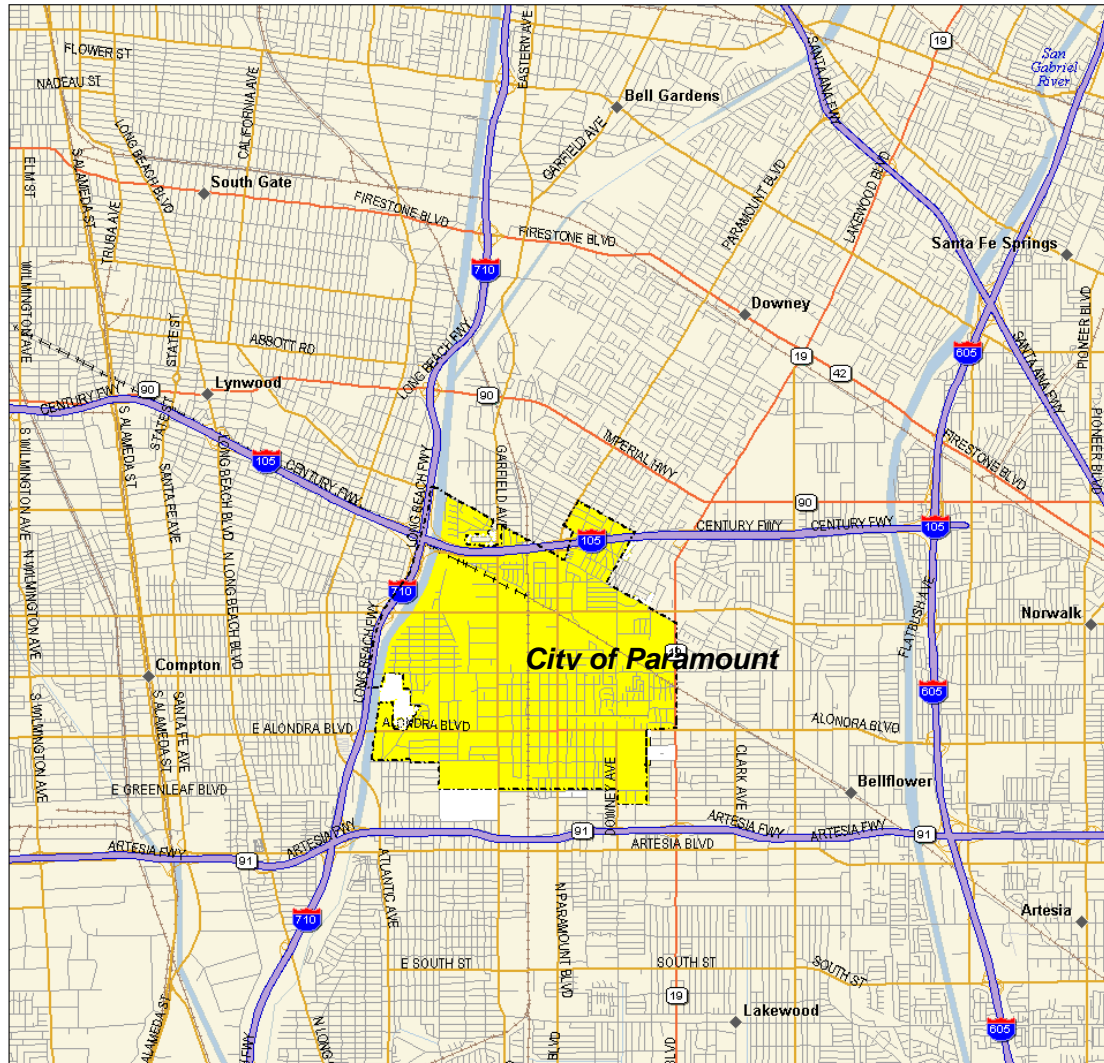 FLOWER ST
NADEAU ST
CALIFORNIA AVE
LONG BEACH BLVD
EASTERN AVE
SANTA ANA FWY
19
San
Gabriel
River
Bell Gardens
GARFIELD AVE
ELM ST
S ALAMEDA ST
TRUBA AVE
South Gate
FIRESTONE BLVD
FIRESTONE BLVD
PARAMOUNT BLVD
LAKEWOOD BLVD
Santa Fe Springs
710
WILMINGTON AVE
STATE ST
ABBOTT RD
LONG BEACH FWY
Downey
19
42
605
PIONEER BLVD
SANTA ANA FWY
CENTURY FWY
90
Lynwood
90
IMPERIAL HWY
FIRESTONE BLVD
S WILMINGTON AVE
S ALAMEDA ST
STATE ST
SANTA FE AVE
LONG BEACH BLVD
105
CENTURY FWY
LONG BEACH FWY
GARFIELD AVE
90
PIONEER BLVD
105
CENTURY FWY
CENTURY FWY
105
N WILMINGTON AVE
N LONG BEACH BLVD
710
LONG BEACH FWY
FLATBUSH AVE
Norwalk
City of Paramount
19
Compton
605
S WILMINGTON AVE
S ALAMEDA ST
SANTA FE AVE
E ALONDRA BLVD
ALONDRA BLVD
ALONDRA BLVD
CLARK AVE
E GREENLEAF BLVD
DOWNEY AVE
Bellflower
ARTESIA FWY
91
ARTESIA FWY
91
ARTESIA FWY
ARTESIA FWY
91
ARTESIA BLVD
ATLANTIC AVE
N PARAMOUNT BLVD
710
Artesia
E SOUTH ST
SOUTH ST
SOUTH ST
19
Lakewood
605
ALAMEDA ST
N LONG
BLVD